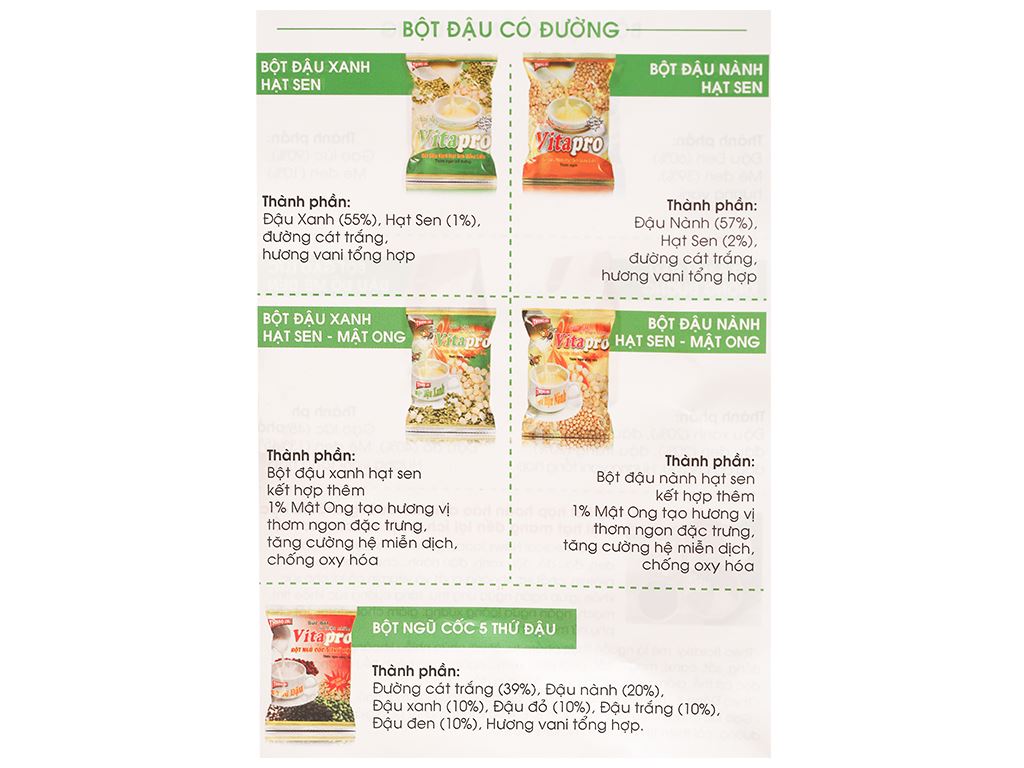 BỘT ĐẬU CÓ ĐƯỜNG
BỘT ĐẬU XANH
HẠT SEN
Vitapro
Thành phần:
Đậu Xanh (55%), Hạt Sen (1%),
đường cát trắng,
hương vani tổng hợp
BỘT ĐẬU NÀNH
HẠT SEN
Vitapro
Thành phần:
Đậu Nành (57%),
Hạt Sen (2%),
đường cát trắng,
hương vani tổng hợp
BỘT ĐẬU XANH
HẠT SEN - MẬT ONG
Vitapro
Thành phần:
Bột đậu xanh hạt sen
kết hợp thêm
1% Mật Ong tạo hương vị
thơm ngon đặc trưng,
tăng cường hệ miễn dịch,
chống oxy hóa
BỘT ĐẬU NÀNH
HẠT SEN - MẬT ONG
Vitapro
Thành phần:
Bột đậu nành hạt sen
kết hợp thêm
1% Mật Ong tạo hương vị
thơm ngon đặc trưng,
tăng cường hệ miễn dịch,
chống oxy hóa
Vitapro
BỘT NGŨ CỐC 5 THỨ ĐẬU
Thành phần:
Đường cát trắng (39%), Đậu nành (20%),
Đậu xanh (10%), Đậu đỏ (10%), Đậu trắng (10%),
Đậu đen (10%), Hương vani tổng hợp.